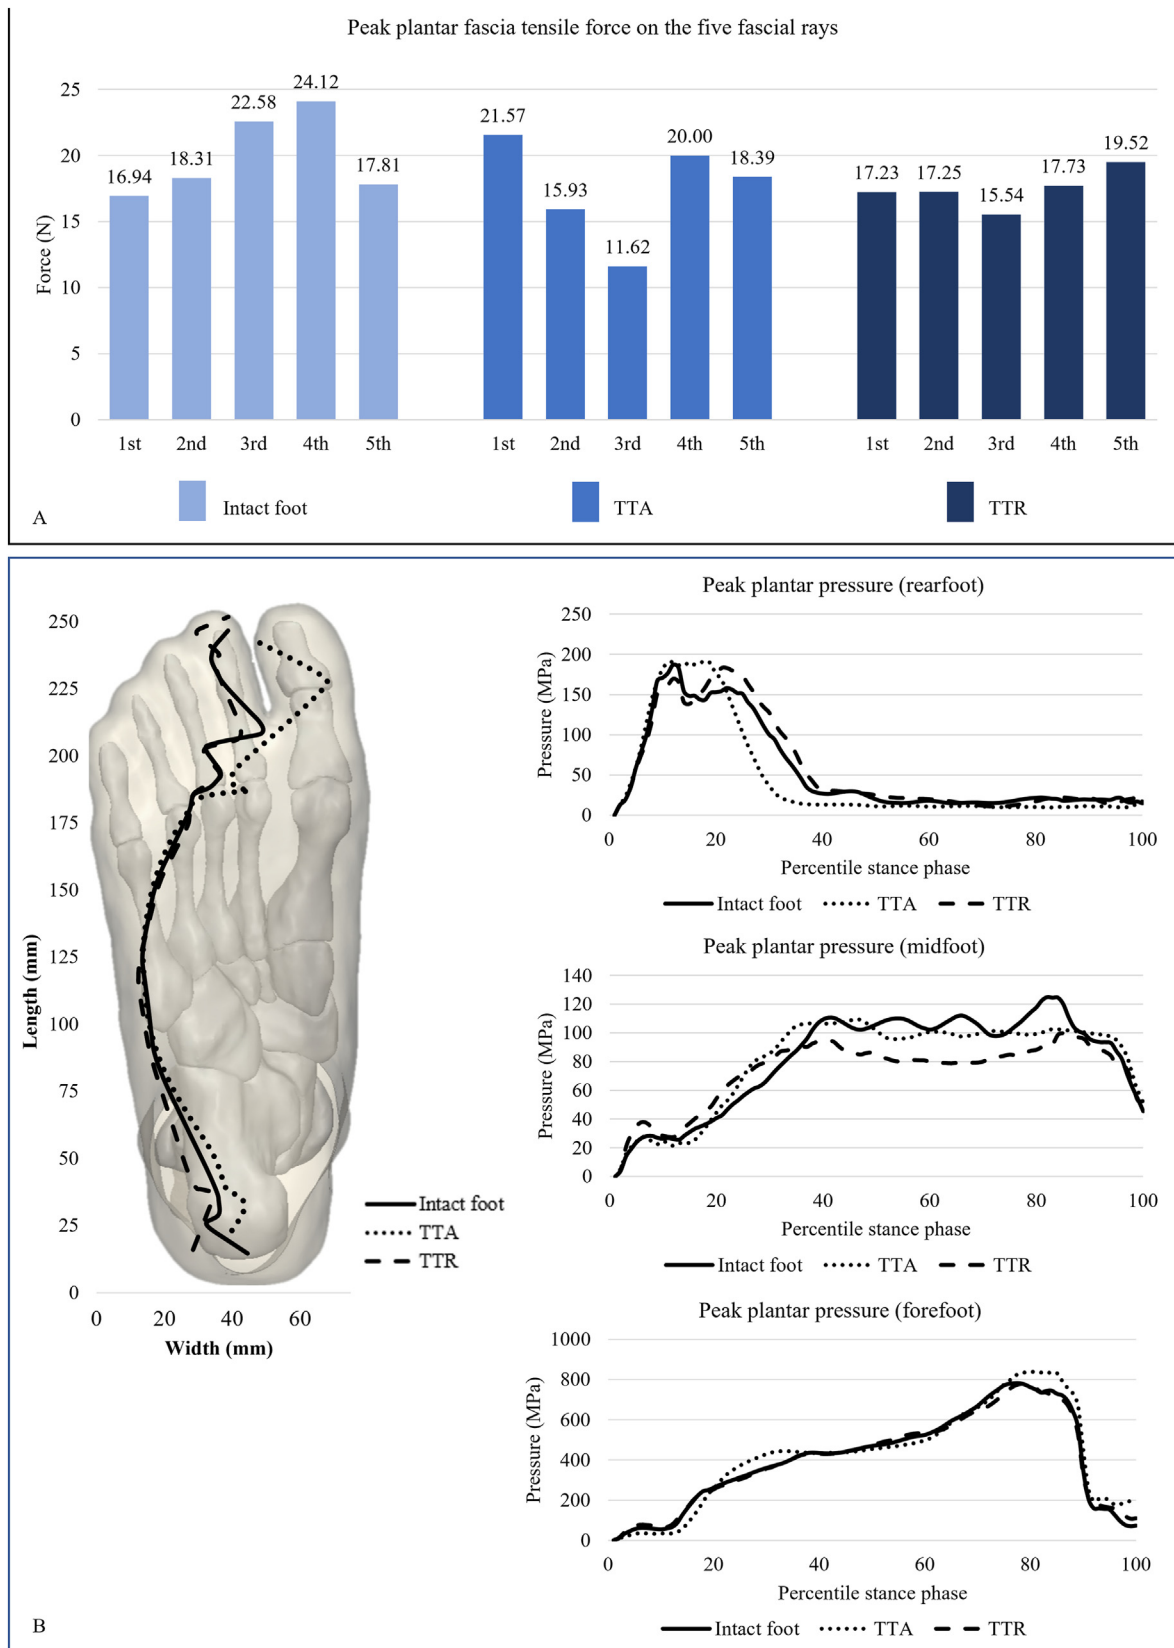 Peak plantar fascia tensile force on the five fascial rays
Force (N)
25
20
15
10
5
0
16.94
18.31
22.58
24.12
17.81
21.57
15.93
11.62
20.00
18.39
17.23
17.25
15.54
17.73
19.52
1st 2nd 3rd 4th 5th
1st 2nd 3rd 4th 5th
1st 2nd 3rd 4th 5th
Intact foot
TTA
TTR
A
Length (mm)
250
225
200
175
150
125
100
75
50
25
0
0 20 40 60
Width (mm)
Intact foot
TTA
TTR
Peak plantar pressure (rearfoot)
Pressure (MPa)
250
200
150
100
50
0
0 20 40 60 80 100
Percentile stance phase
Intact foot TTA TTR
Peak plantar pressure (midfoot)
Pressure (MPa)
140
120
100
80
60
40
20
0
0 20 40 60 80 100
Percentile stance phase
Intact foot TTA TTR
Peak plantar pressure (forefoot)
Pressure (MPa)
1000
800
600
400
200
0
0 20 40 60 80 100
Percentile stance phase
Intact foot TTA TTR
B